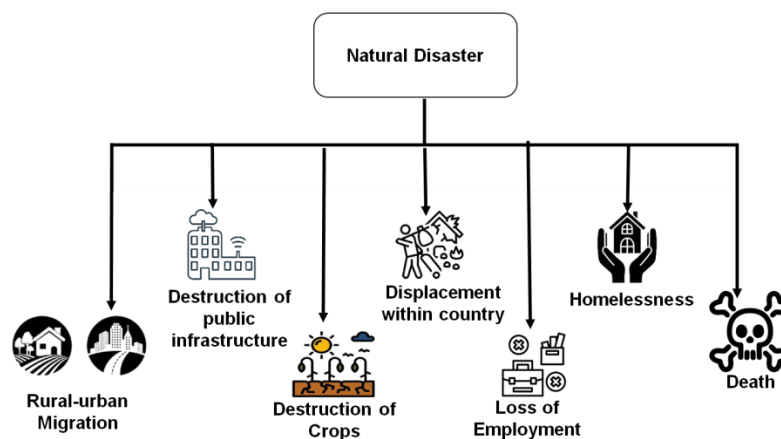 Natural Disaster
Rural-urban
Migration
Destruction of
public
infrastructure
Destruction of
Crops
Displacement
within country
Loss of
Employment
Homelessness
Death